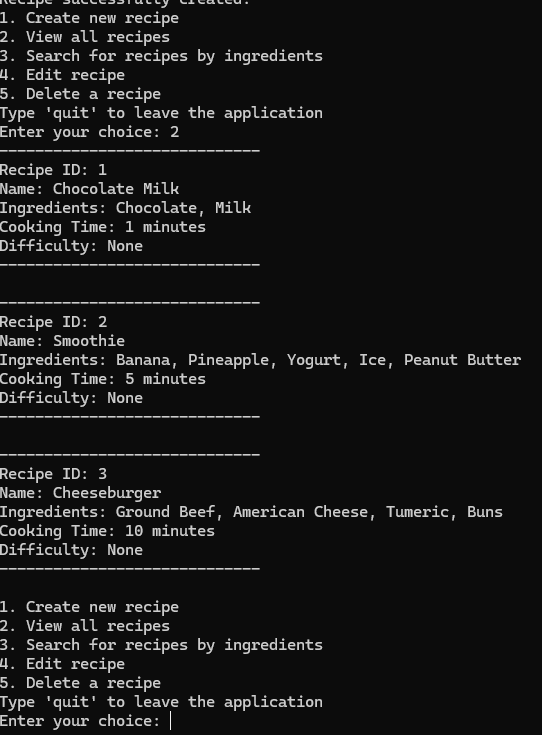 Recipe successfully created.
1. Create new recipe
2. View all recipes
3. Search for recipes by ingredients
4. Edit recipe
5. Delete a recipe
Type 'quit' to leave the application
Enter your choice: 2
-----------------------------
Recipe ID: 1
Name: Chocolate Milk
Ingredients: Chocolate, Milk
Cooking Time: 1 minutes
Difficulty: None
-----------------------------
-----------------------------
Recipe ID: 2
Name: Smoothie
Ingredients: Banana, Pineapple, Yogurt, Ice, Peanut Butter
Cooking Time: 5 minutes
Difficulty: None
-----------------------------
-----------------------------
Recipe ID: 3
Name: Cheeseburger
Ingredients: Ground Beef, American Cheese, Tumeric, Buns
Cooking Time: 10 minutes
Difficulty: None
-----------------------------
1. Create new recipe
2. View all recipes
3. Search for recipes by ingredients
4. Edit recipe
5. Delete a recipe
Type 'quit' to leave the application
Enter your choice: